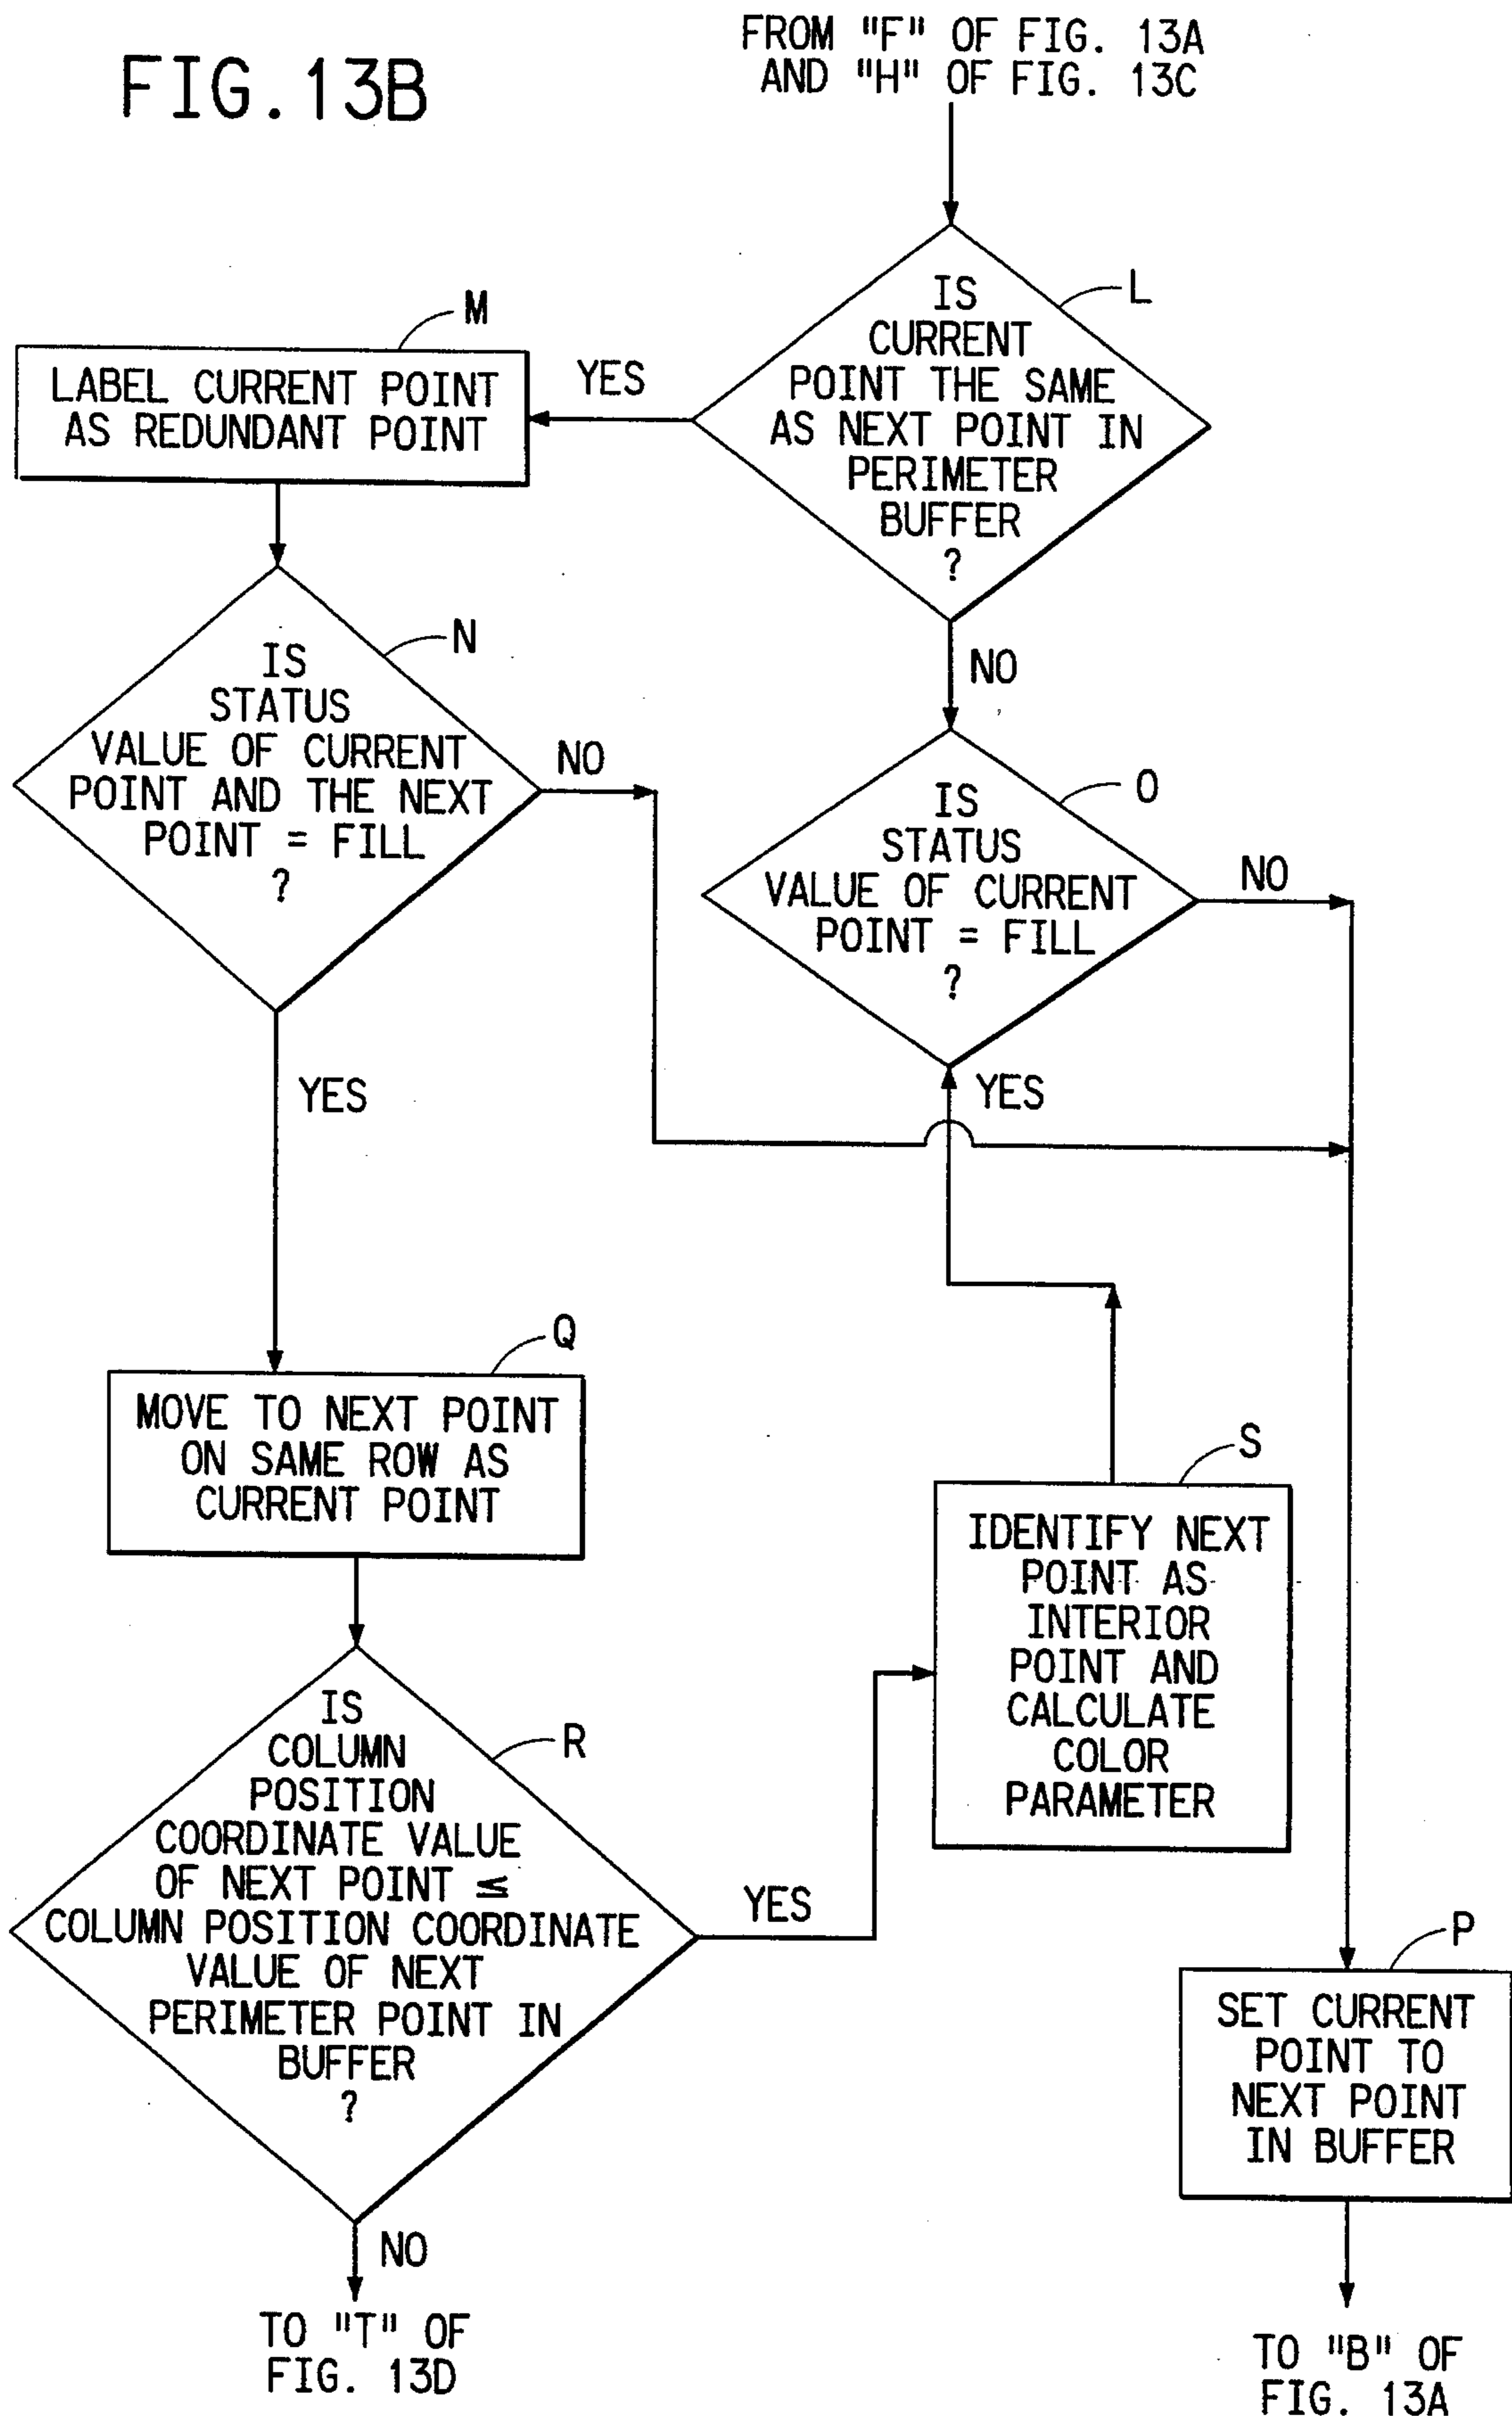 FIG. 13B
FROM "F" OF FIG. 13A
AND "H" OF FIG. 13C
L
IS
CURRENT
POINT THE SAME
AS NEXT POINT IN
PERIMETER
BUFFER
?
YES
NO
M
LABEL CURRENT POINT
AS REDUNDANT POINT
N
IS
STATUS
VALUE OF CURRENT
POINT AND THE NEXT
POINT = FILL
?
NO
YES
O
IS
STATUS
VALUE OF CURRENT
POINT = FILL
?
NO
YES
Q
MOVE TO NEXT POINT
ON SAME ROW AS
CURRENT POINT
S
IDENTIFY NEXT
POINT AS
INTERIOR
POINT AND
CALCULATE
COLOR
PARAMETER
R
IS
COLUMN
POSITION
COORDINATE VALUE
OF NEXT POINT ≤
COLUMN POSITION COORDINATE
VALUE OF NEXT
PERIMETER POINT IN
BUFFER
?
YES
NO
TO "T" OF
FIG. 13D
P
SET CURRENT
POINT TO
NEXT POINT
IN BUFFER
TO "B" OF
FIG. 13A